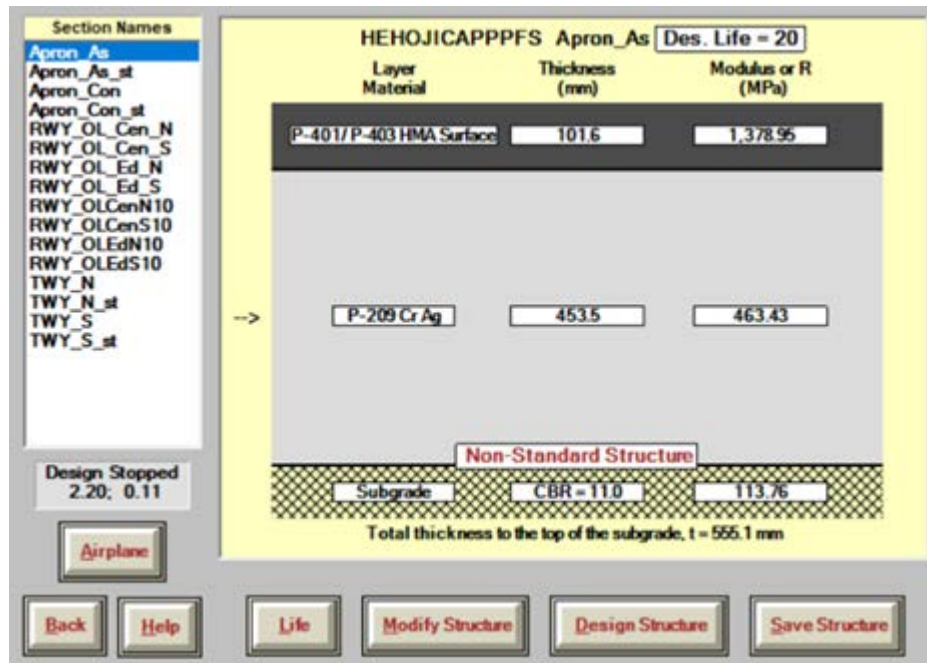 Section Names
Apron_As
Apron_As_st
Apron_Con
Apron_Con_st
RWY_OL_Cen_N
RWY_OL_Cen_S
RWY_OL_Ed_N
RWY_OL_Ed_S
RWY_OLCenN10
RWY_OLCenS10
RWY_OLEdN10
RWY_OLEdS10
TWY_N
TWY_N_st
TWY_S
TWY_S_st
Design Stopped
2.20; 0.11
Airplane
Back Help
HEHOJICAPPPFS Apron_As Des. Life = 20
Layer Material Thickness (mm) Modulus or R (MPa)
P-401/ P-403 HMA Surface 101.6 1,378.95
--> P-209 Cr Ag 453.5 463.43
Non-Standard Structure
Subgrade CBR = 11.0 113.76
Total thickness to the top of the subgrade, t = 555.1 mm
Life Modify Structure Design Structure Save Structure